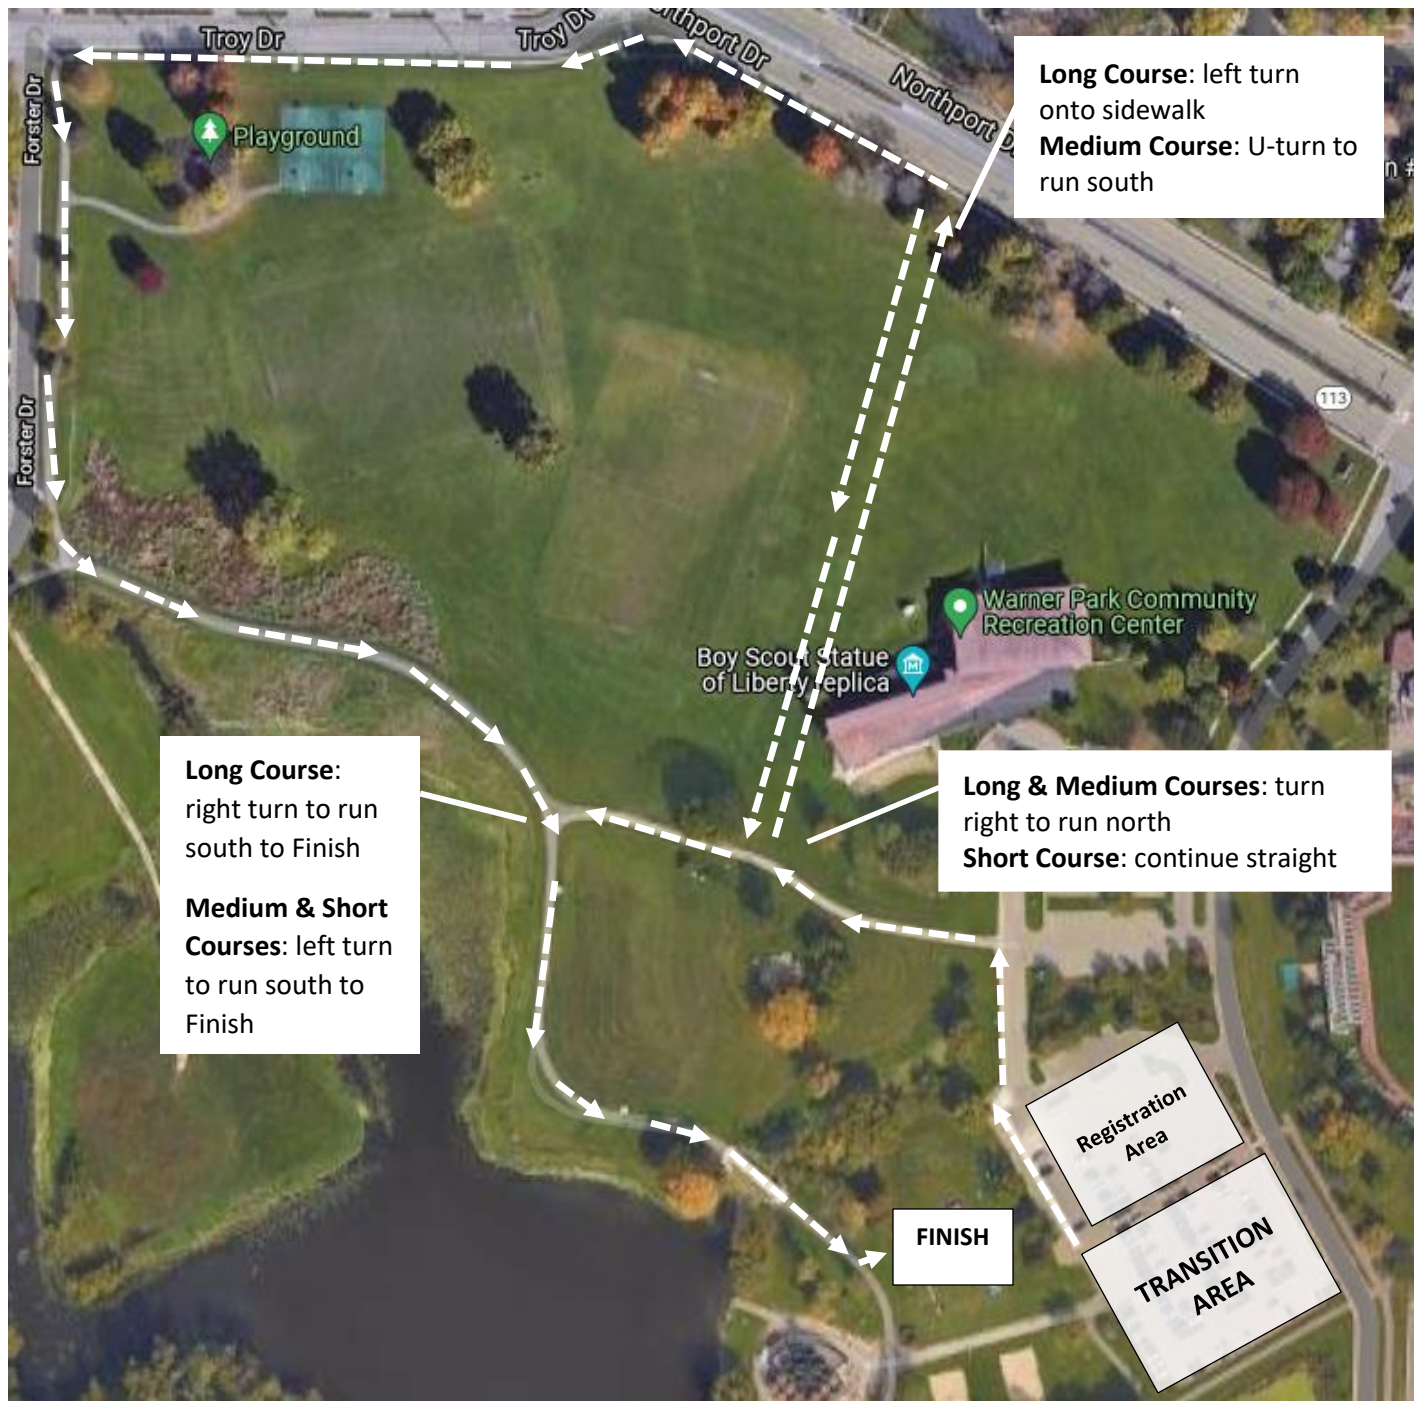 Troy Dr
Troy Dr
Northport Dr
Northport Dr
Forster Dr
Playground
Long Course: left turn
onto sidewalk
Medium Course: U-turn to
run south
113
Forster Dr
Warner Park Community
Recreation Center
Boy Scout Statue
of Liberty replica
Long Course:
right turn to run
south to Finish
Medium & Short
Courses: left turn
to run south to
Finish
Long & Medium Courses: turn
right to run north
Short Course: continue straight
Registration
Area
FINISH
TRANSITION
AREA